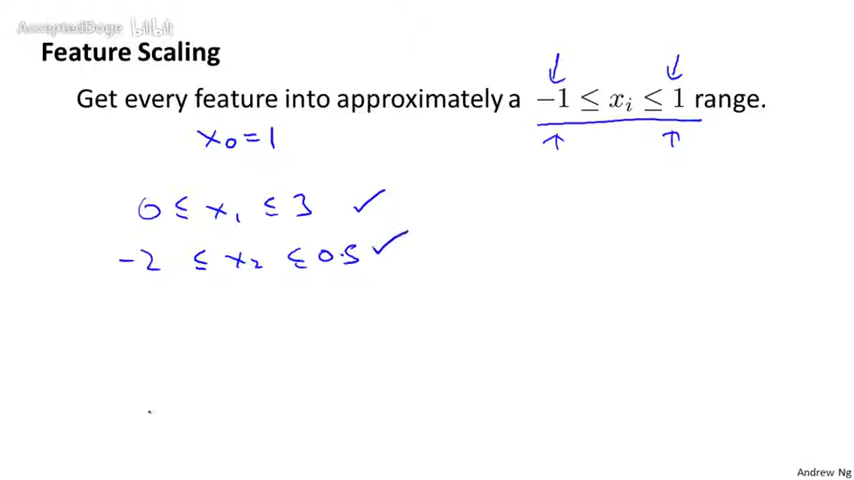 AcceptedDoge bilibili
Feature Scaling
Get every feature into approximately a −1 ≤ xᵢ ≤ 1 range.
x₀ = 1
0 ≤ x₁ ≤ 3 ✓
-2 ≤ x₂ ≤ 0.5 ✓
Andrew Ng